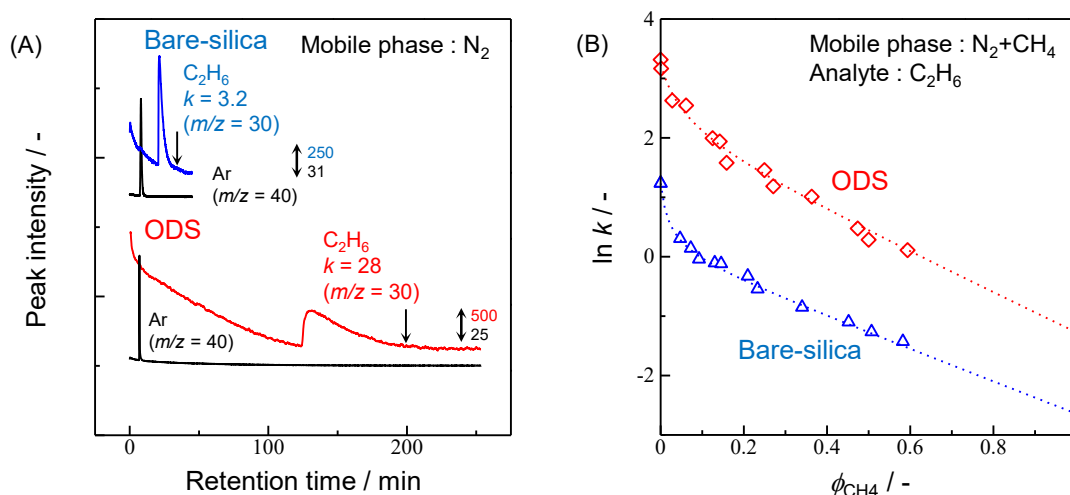 (A)
Bare-silica
Mobile phase : N₂
C₂H₆
k = 3.2
(m/z = 30)
250
31
Ar
(m/z = 40)
ODS
C₂H₆
k = 28
(m/z = 30)
500
25
Ar
(m/z = 40)
Peak intensity / -
0
100
200
Retention time / min
(B)
Mobile phase : N₂+CH₄
Analyte : C₂H₆
4
2
0
-2
ODS
Bare-silica
ln k / -
0
0.2
0.4
0.6
0.8
ϕCH4 / -